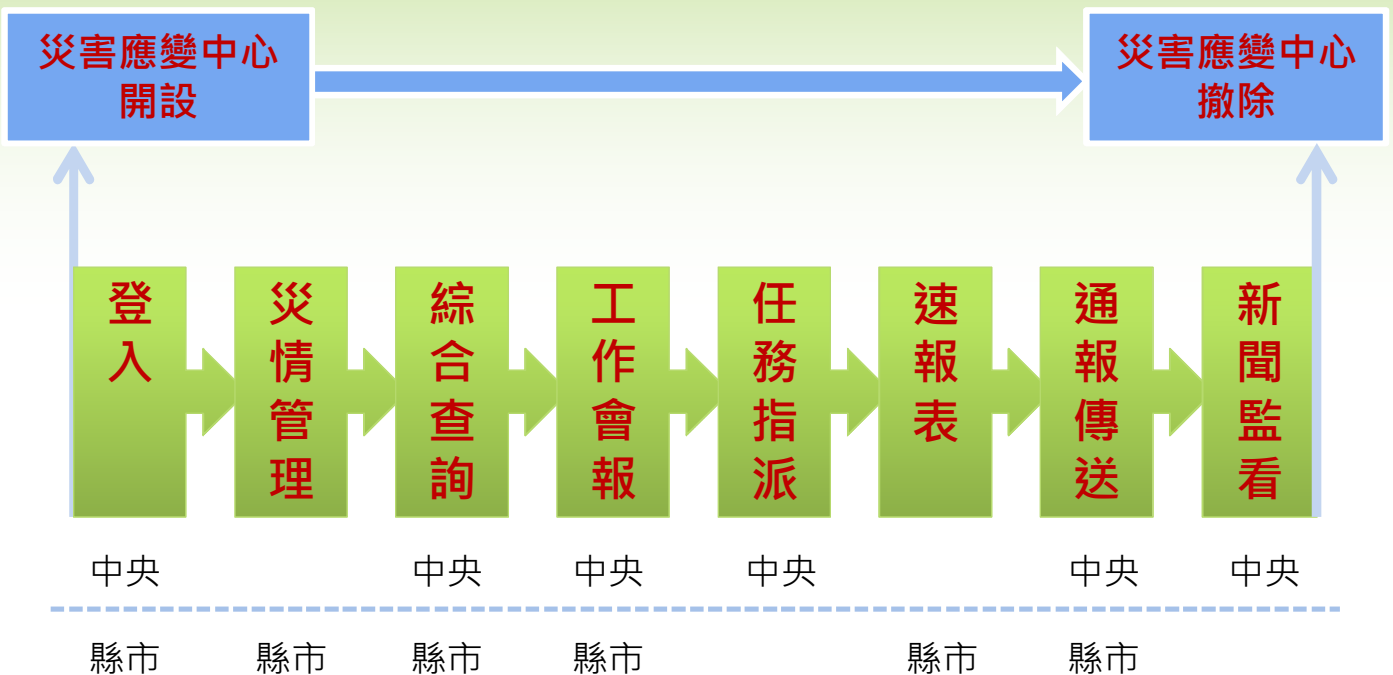 災害應變中心
開設
災害應變中心
撤除
登入
災情管理
綜合查詢
工作會報
任務指派
速報表
通報傳送
新聞監看
中央 中央 中央 中央 中央 中央
縣市 縣市 縣市 縣市 縣市 縣市